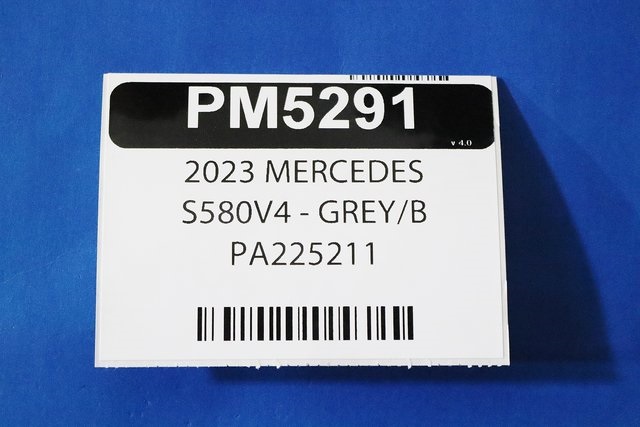 PM5291
v 4.0
2023 MERCEDES
S580V4 - GREY/B
PA225211